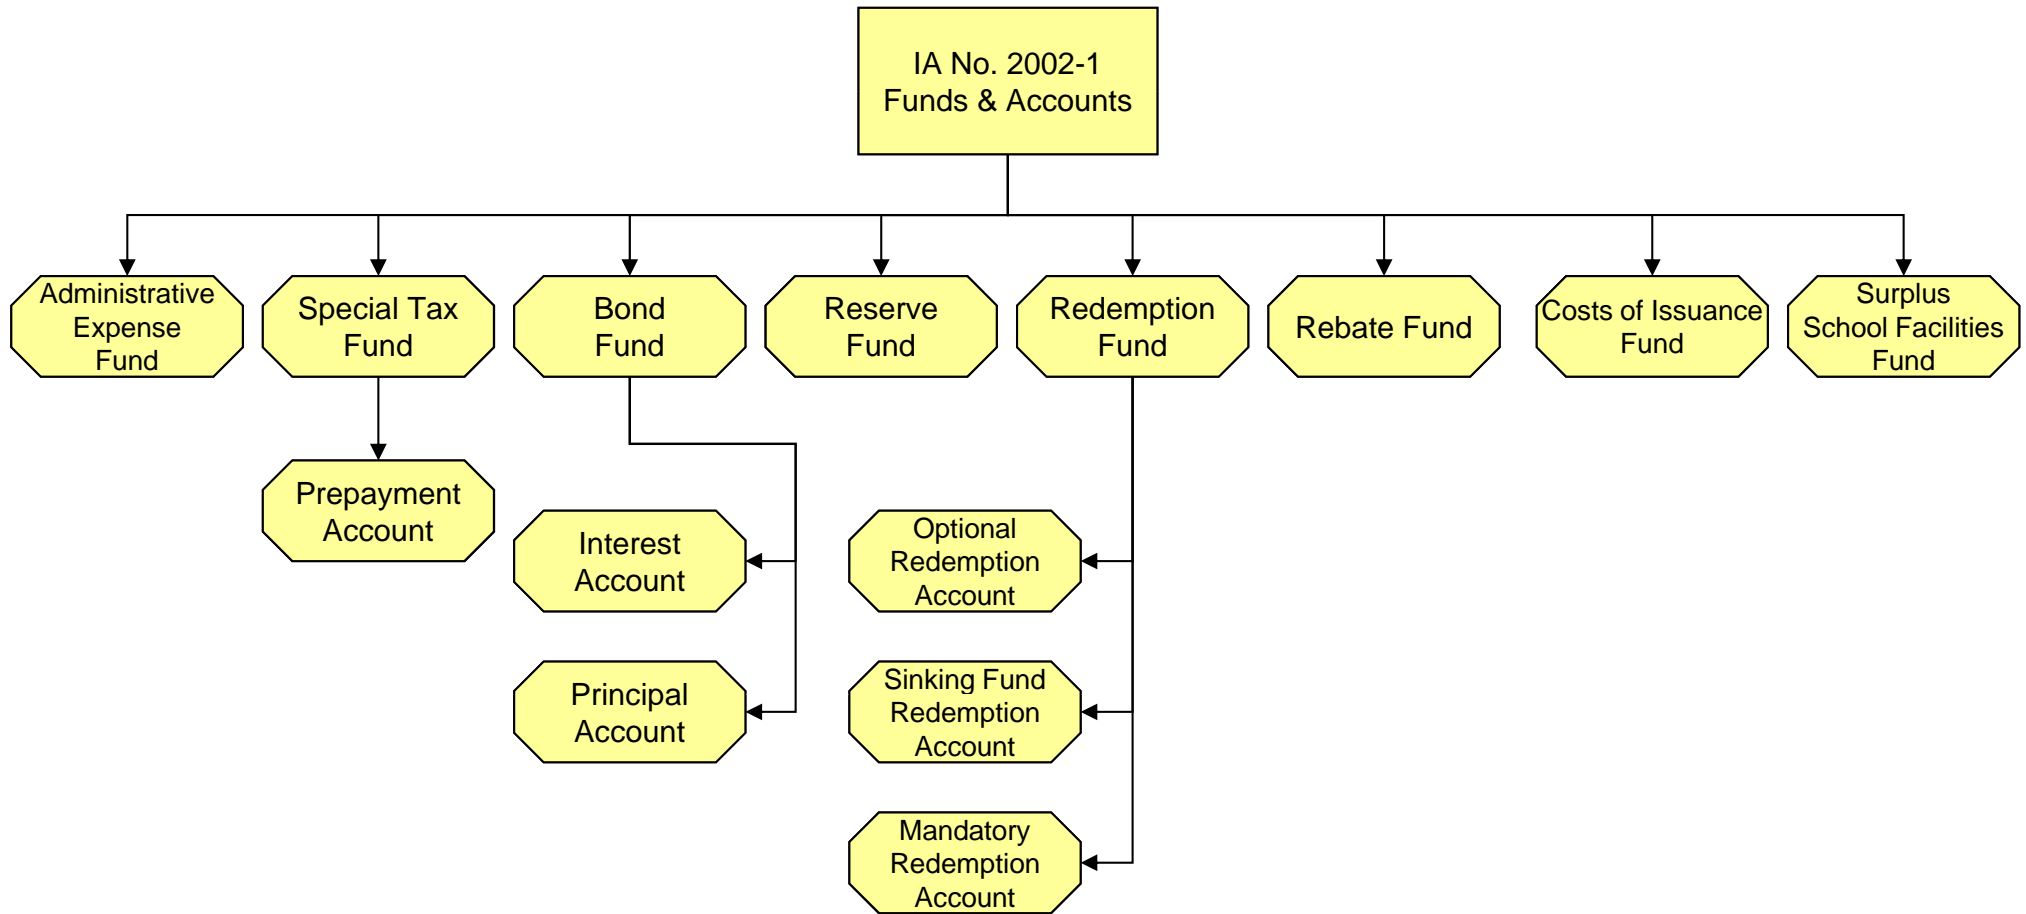 IA No. 2002-1
Funds & Accounts
Administrative
Expense
Fund
Special Tax
Fund
Bond
Fund
Reserve
Fund
Redemption
Fund
Rebate Fund
Costs of Issuance
Fund
Surplus
School Facilities
Fund
Prepayment
Account
Interest
Account
Optional
Redemption
Account
Principal
Account
Sinking Fund
Redemption
Account
Mandatory
Redemption
Account